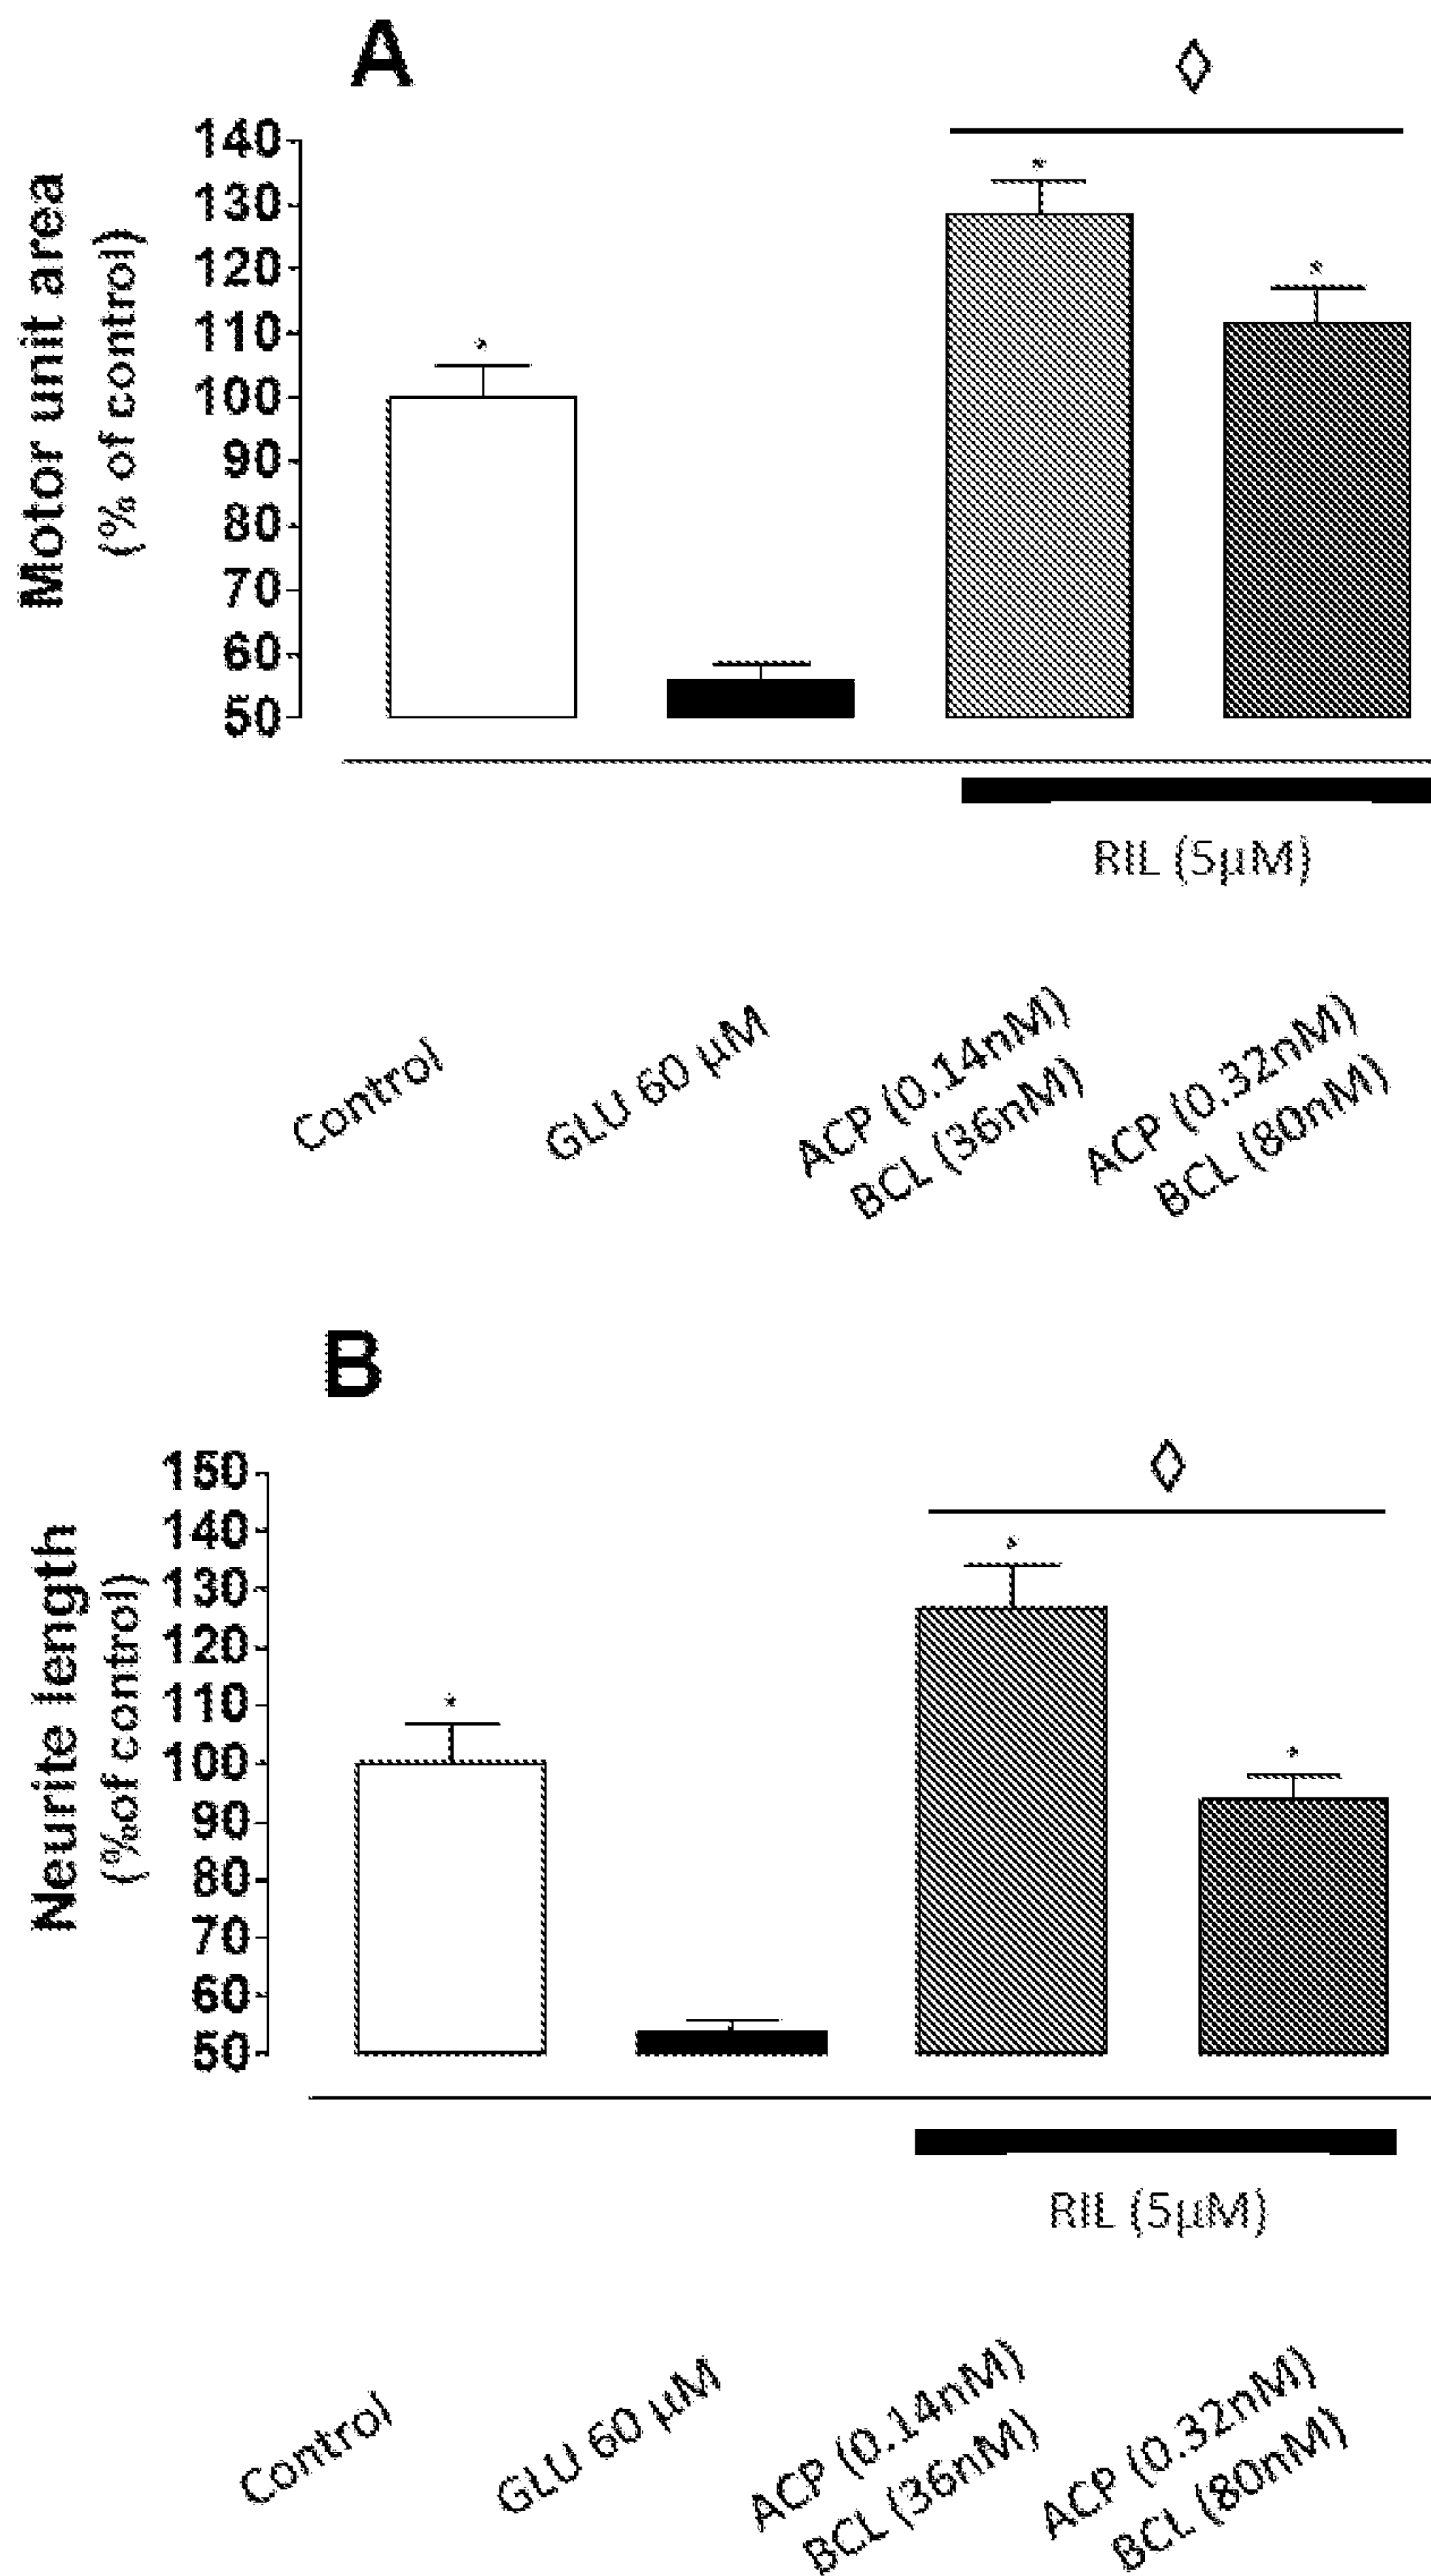 A
◊
140
130
120
110
100
90
80
70
60
50
Motor unit area
(% of control)
*
*
*
RIL (5µM)
Control
GLU 60 µM
ACP (0.14nM)
BCL (36nM)
ACP (0.32nM)
BCL (80nM)
B
◊
150
140
130
120
110
100
90
80
70
60
50
Neurite length
(%of control)
*
*
*
RIL (5µM)
Control
GLU 60 µM
ACP (0.14nM)
BCL (36nM)
ACP (0.32nM)
BCL (80nM)